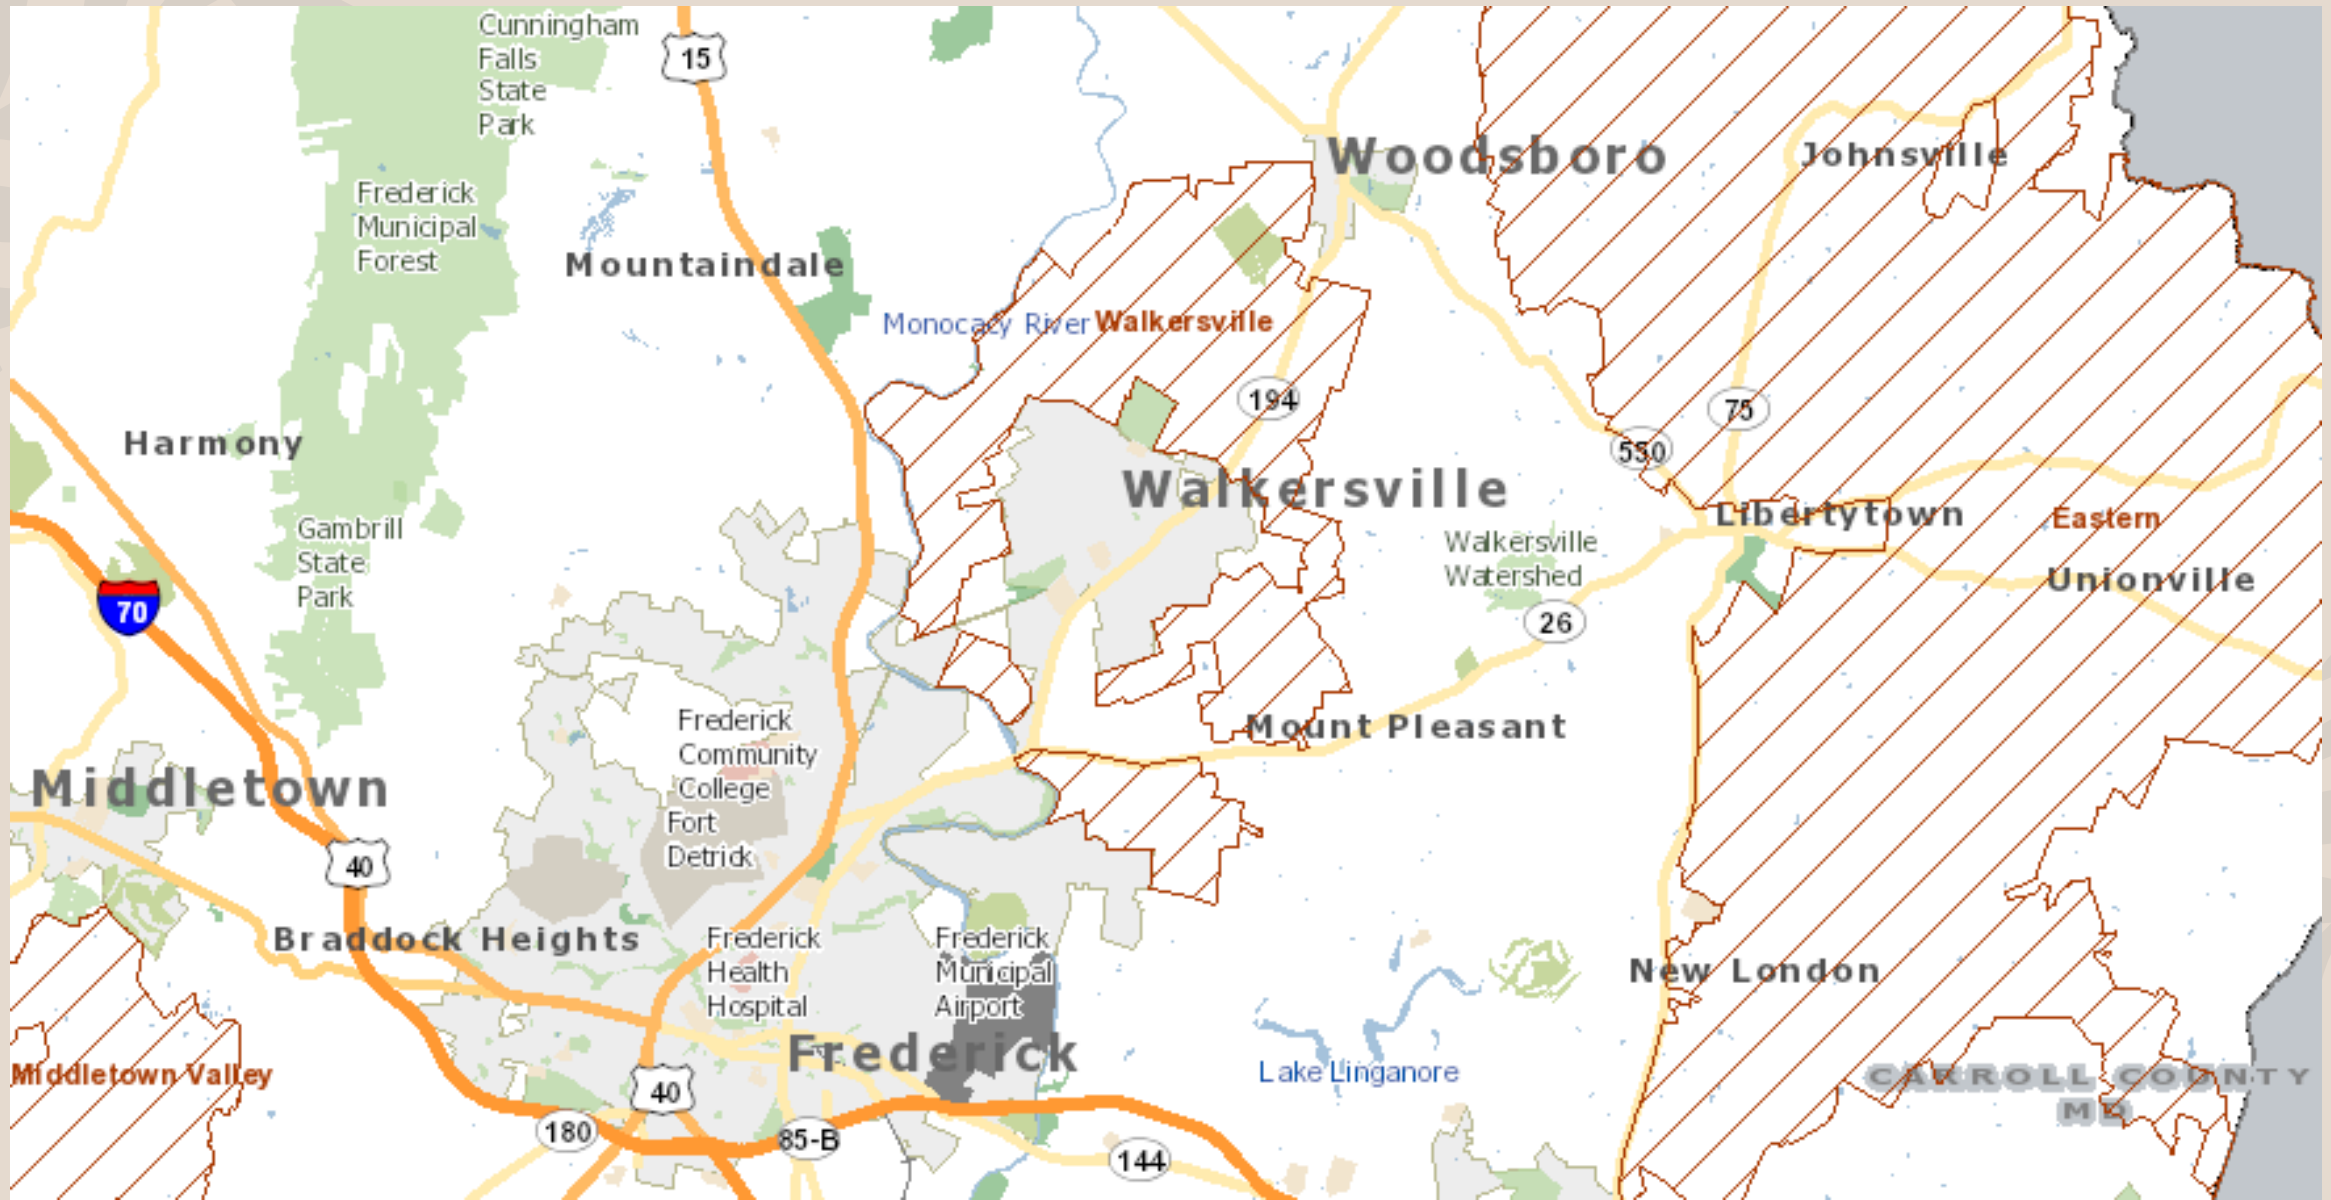 Cunningham
Falls
State
Park
15
Woodsboro
Johnsville
Frederick
Municipal
Forest
Mountaindale
Monocacy River
Walkersville
194
75
Harmony
550
Walkersville
Libertytown
Eastern
Gambrill
State
Park
Walkersville
Watershed
Unionville
70
26
Frederick
Community
College
Mount Pleasant
Middletown
Fort
Detrick
40
Braddock Heights
Frederick
Health
Hospital
Frederick
Municipal
Airport
New London
Frederick
Middletown Valley
Lake Linganore
CARROLL COUNTY
MD
40
180
85-B
144